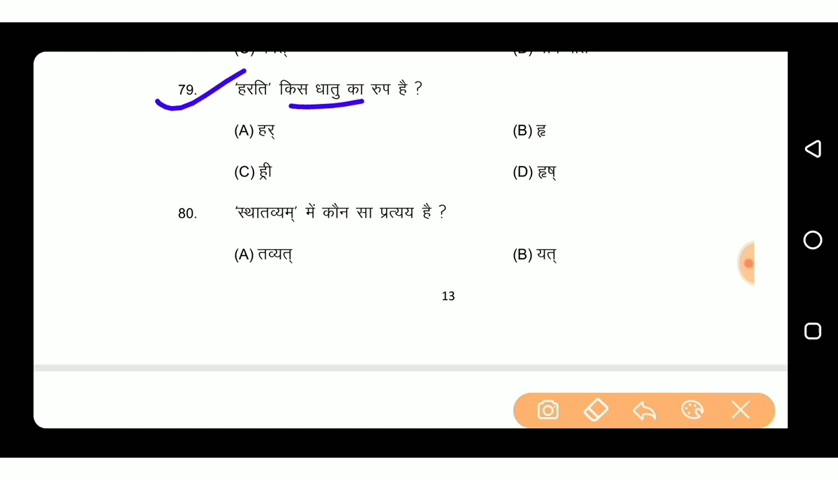 79. 'हरति' किस धातु का रुप है ?
(A) हर् (B) हृ
(C) ह्री (D) हृष्
80. 'स्थातव्यम्' में कौन सा प्रत्यय है ?
(A) तव्यत् (B) यत्
13